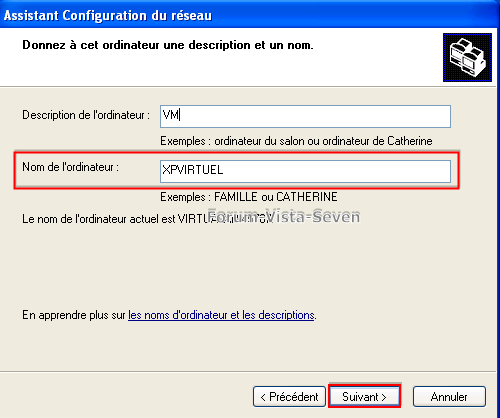 Assistant Configuration du réseau
Donnez à cet ordinateur une description et un nom.
Description de l'ordinateur :
VM
Exemples : ordinateur du salon ou ordinateur de Catherine
Nom de l'ordinateur :
XPVIRTUEL
Exemples : FAMILLE ou CATHERINE
Le nom de l'ordinateur actuel est
Forum Vista-Seven
En apprendre plus sur les noms d'ordinateur et les descriptions.
< Précédent
Suivant >
Annuler